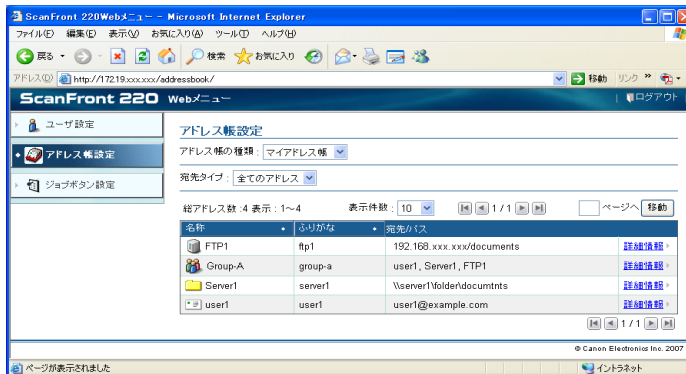 ScanFront 220Webメニュー - Microsoft Internet Explorer
ファイル(F) 編集(E) 表示(V) お気に入り(A) ツール(T) ヘルプ(H)
戻る 検索 お気に入り
アドレス(D) http://172.19.xxx.xxx/addressbook/ 移動 リンク »
ScanFront 220 Webメニュー ログアウト
ユーザ設定
アドレス帳設定
ジョブボタン設定
アドレス帳設定
アドレス帳の種類 : マイアドレス帳
宛先タイプ : 全てのアドレス
総アドレス数 :4 表示 : 1~4 表示件数 : 10 1 / 1 ページへ 移動
名称 ふりがな 宛先/パス
FTP1 ftp1 192.168.xxx.xxx/documents 詳細情報
Group-A group-a user1, Server1, FTP1 詳細情報
Server1 server1 \\server1\folder\documtnts 詳細情報
user1 user1 user1@example.com 詳細情報
1 / 1
© Canon Electronics Inc. 2007
ページが表示されました イントラネット